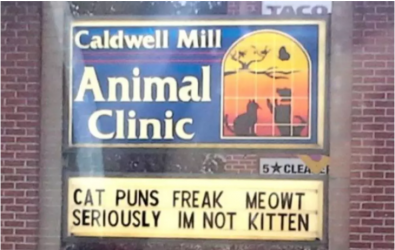 TACO
Caldwell Mill
Animal
Clinic
5★CLEA
CAT PUNS FREAK MEOWT
SERIOUSLY IM NOT KITTEN